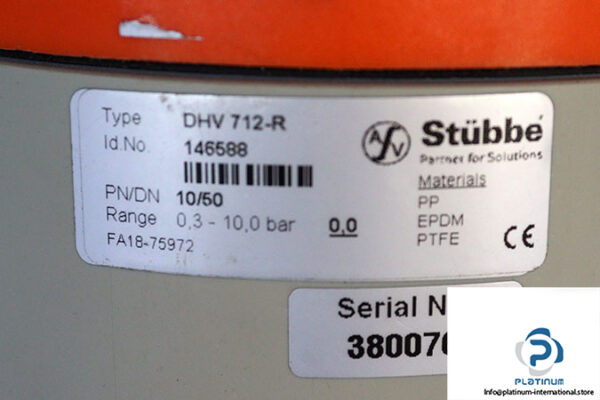 Type DHV 712-R
Id.No. 146588
PN/DN 10/50
Range 0,3 - 10,0 bar 0,0
FA18-75972
ASV Stübbe
Partner for Solutions
Materials
PP
EPDM
PTFE
CE
Serial N
38007
PLATINUM
Info@platinum-international.store